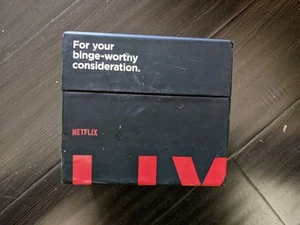 For your
binge-worthy
consideration.
NETFLIX